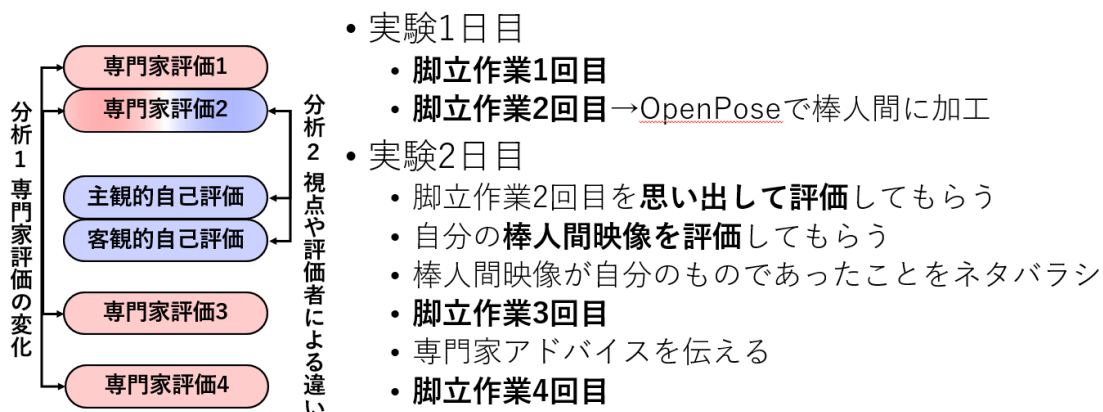 分析1 専門家評価の変化
専門家評価1
専門家評価2
主観的自己評価
客観的自己評価
専門家評価3
専門家評価4
分析2 視点や評価者による違い
• 実験1日目
• 脚立作業1回目
• 脚立作業2回目→OpenPoseで棒人間に加工
• 実験2日目
• 脚立作業2回目を思い出して評価してもらう
• 自分の棒人間映像を評価してもらう
• 棒人間映像が自分のものであったことをネタバラシ
• 脚立作業3回目
• 専門家アドバイスを伝える
• 脚立作業4回目